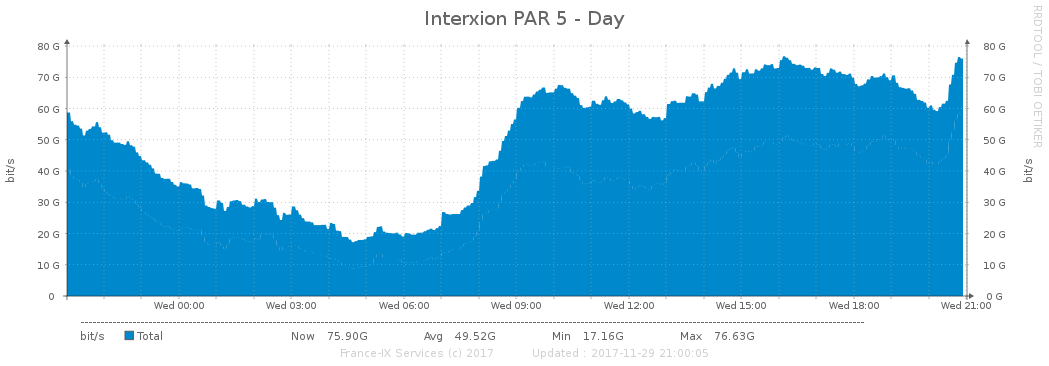 Interxion PAR 5 - Day
RRDTOOL / TOBI OETIKER
80 G 80 G
70 G 70 G
60 G 60 G
50 G 50 G
40 G 40 G
30 G 30 G
20 G 20 G
10 G 10 G
0 0 G
bit/s bit/s
Wed 00:00 Wed 03:00 Wed 06:00 Wed 09:00 Wed 12:00 Wed 15:00 Wed 18:00 Wed 21:00
bit/s Total Now 75.90G Avg 49.52G Min 17.16G Max 76.63G
France-IX Services (c) 2017 Updated : 2017-11-29 21:00:05